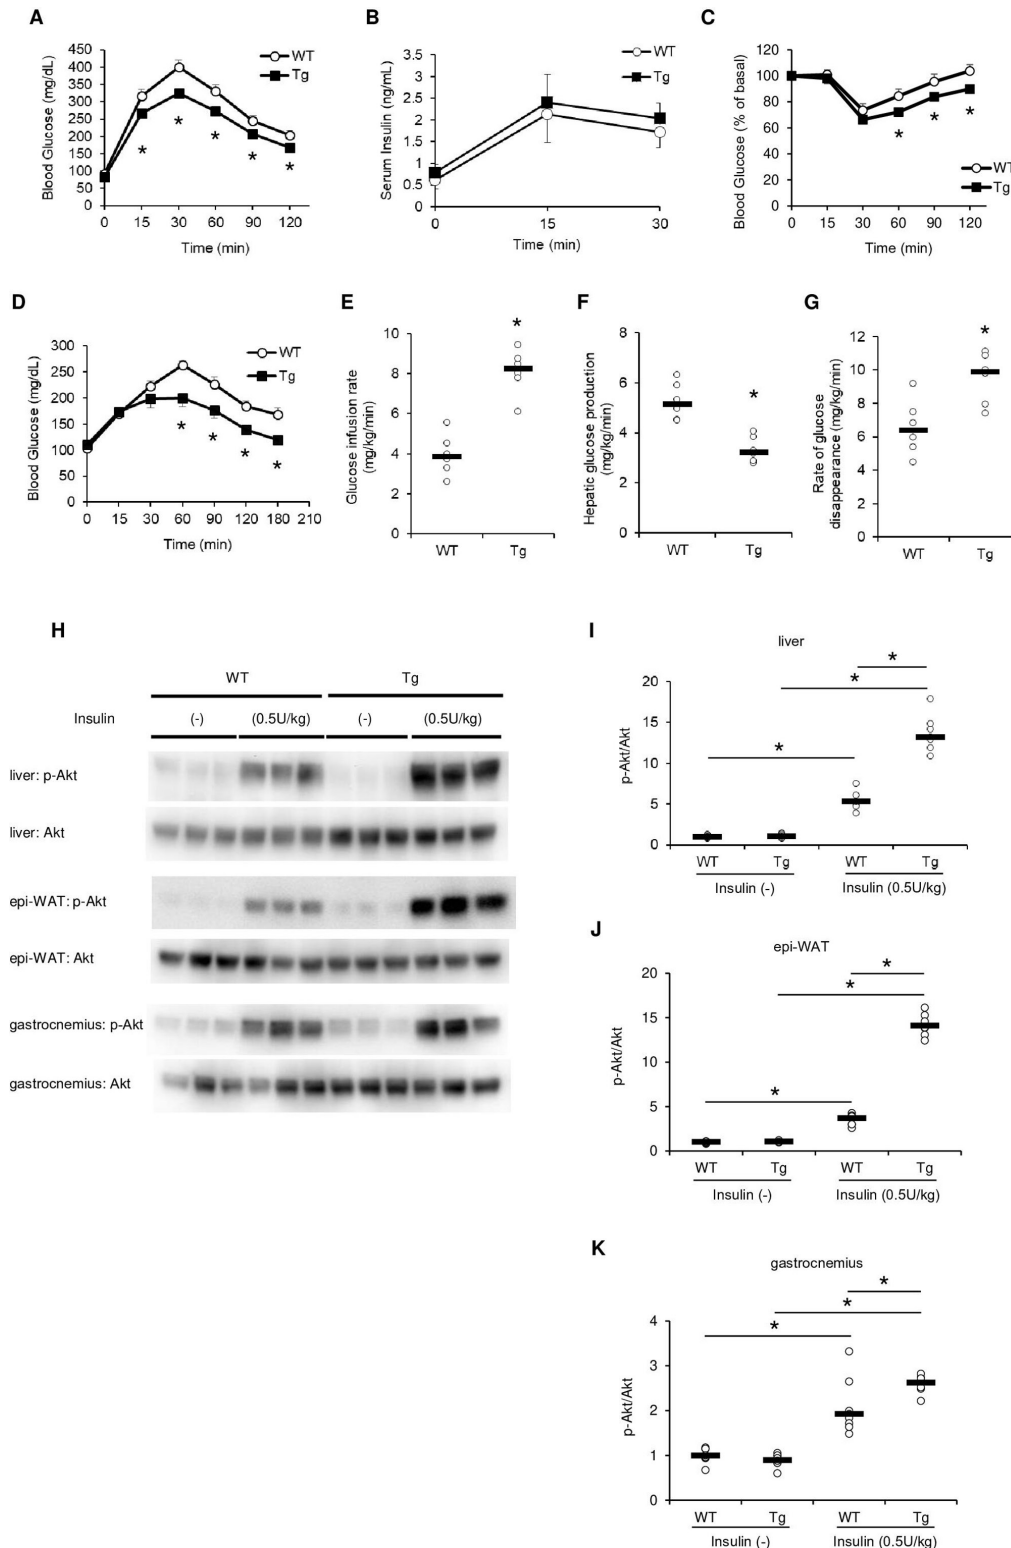 A
Blood Glucose (mg/dL)
450
400
350
300
250
200
150
100
50
0
0 15 30 60 90 120
Time (min)
WT
Tg
* * * * *
B
Serum Insulin (ng/mL)
3.5
3
2.5
2
1.5
1
0.5
0
0 15 30
Time (min)
WT
Tg
C
Blood Glucose (% of basal)
120
100
80
60
40
20
0
0 15 30 60 90 120
Time (min)
WT
Tg
* * *
D
Blood Glucose (mg/dL)
300
250
200
150
100
50
0
0 15 30 60 90 120 180 210
Time (min)
WT
Tg
* * * *
E
Glucose infusion rate
(mg/kg/min)
10
8
6
4
2
0
WT Tg
*
F
Hepatic glucose production
(mg/kg/min)
8
6
4
2
0
WT Tg
*
G
Rate of glucose
disappearance (mg/kg/min)
12
10
8
6
4
2
0
WT Tg
*
H
WT Tg
Insulin (-) (0.5U/kg) (-) (0.5U/kg)
liver: p-Akt
liver: Akt
epi-WAT: p-Akt
epi-WAT: Akt
gastrocnemius: p-Akt
gastrocnemius: Akt
I
liver
p-Akt/Akt
20
15
10
5
0
* * *
WT Tg WT Tg
Insulin (-) Insulin (0.5U/kg)
J
epi-WAT
p-Akt/Akt
20
15
10
5
0
* * *
WT Tg WT Tg
Insulin (-) Insulin (0.5U/kg)
K
gastrocnemius
p-Akt/Akt
4
3
2
1
0
* * *
WT Tg WT Tg
Insulin (-) Insulin (0.5U/kg)